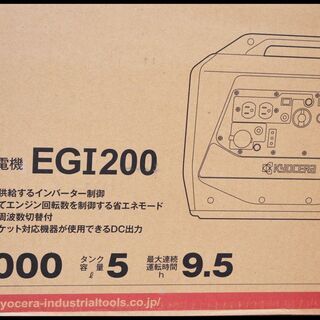 電機 EGI200
供給するインバーター制御
てエンジン回転数を制御する省エネモード
周波数切替付
ケット対応機器が使用できるDC出力
KYOCERA
000 タンク容量 ℓ 5 最大連続運転時間 h 9.5
yocera-industrialtools.co.jp/